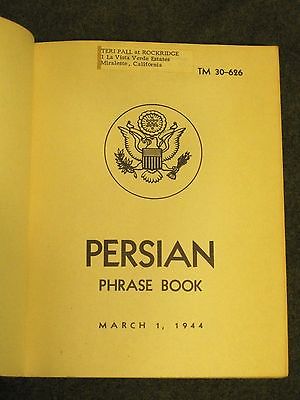 TERI PALL at ROCKRIDGE
1 La Vista Verde Estates
Miraleste, California
TM 30-626
PERSIAN
PHRASE BOOK
MARCH 1, 1944